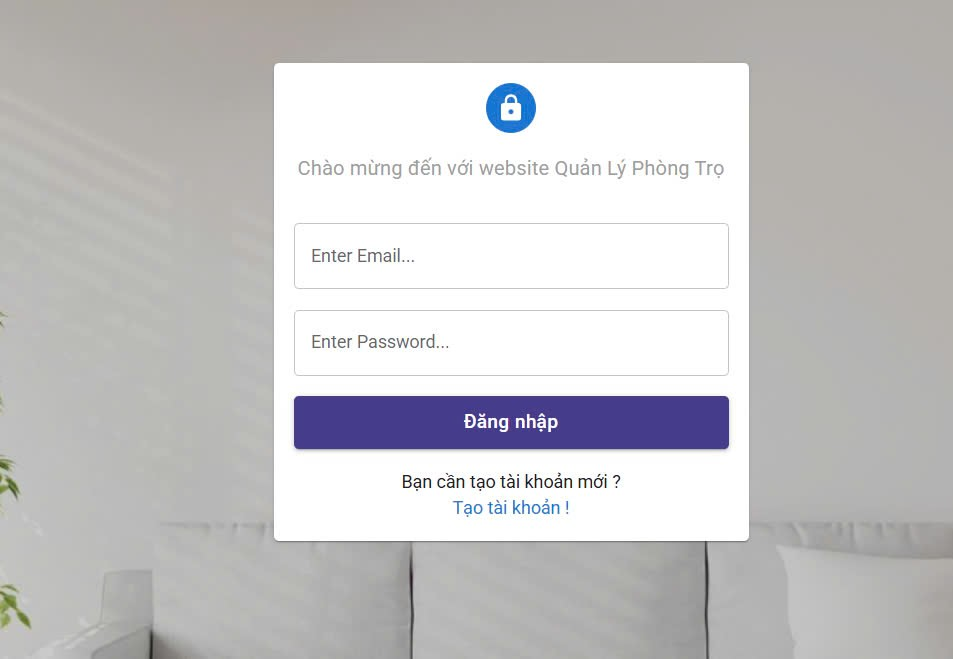 Chào mừng đến với website Quản Lý Phòng Trọ
Enter Email...
Enter Password...
Đăng nhập
Bạn cần tạo tài khoản mới ?
Tạo tài khoản !